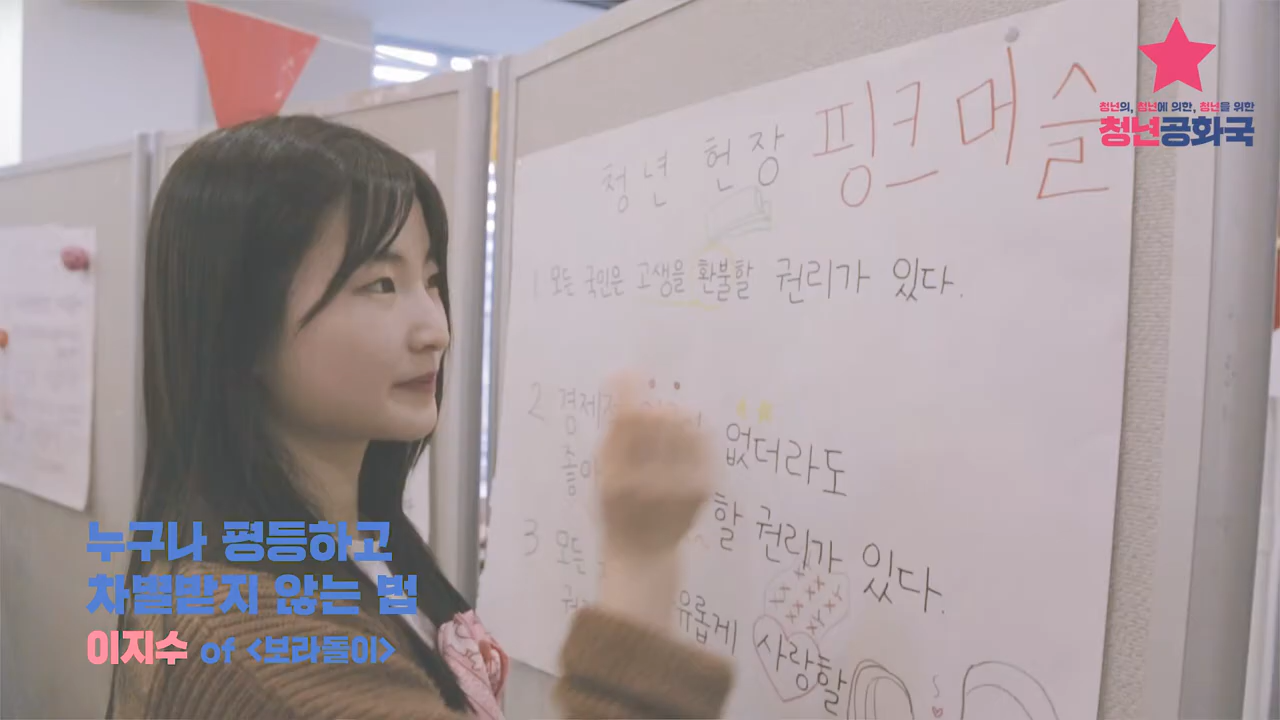 청년의, 청년에 의한, 청년을 위한
청년공화국
청년 헌장 핑크머슬
1 모든 국인은 고생을 환불할 권리가 있다.
2 경제 없더라도
좋아 할 권리가 있다.
3 모든
유롭게 사랑할
누구나 평등하고
차별받지 않는 법
이지수 of <보라돌이>